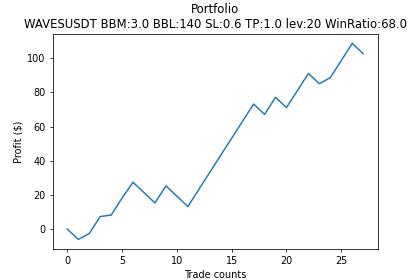 Portfolio
WAVESUSDT BBM:3.0 BBL:140 SL:0.6 TP:1.0 lev:20 WinRatio:68.0
100
80
60
40
20
0
Profit ($)
0 5 10 15 20 25
Trade counts